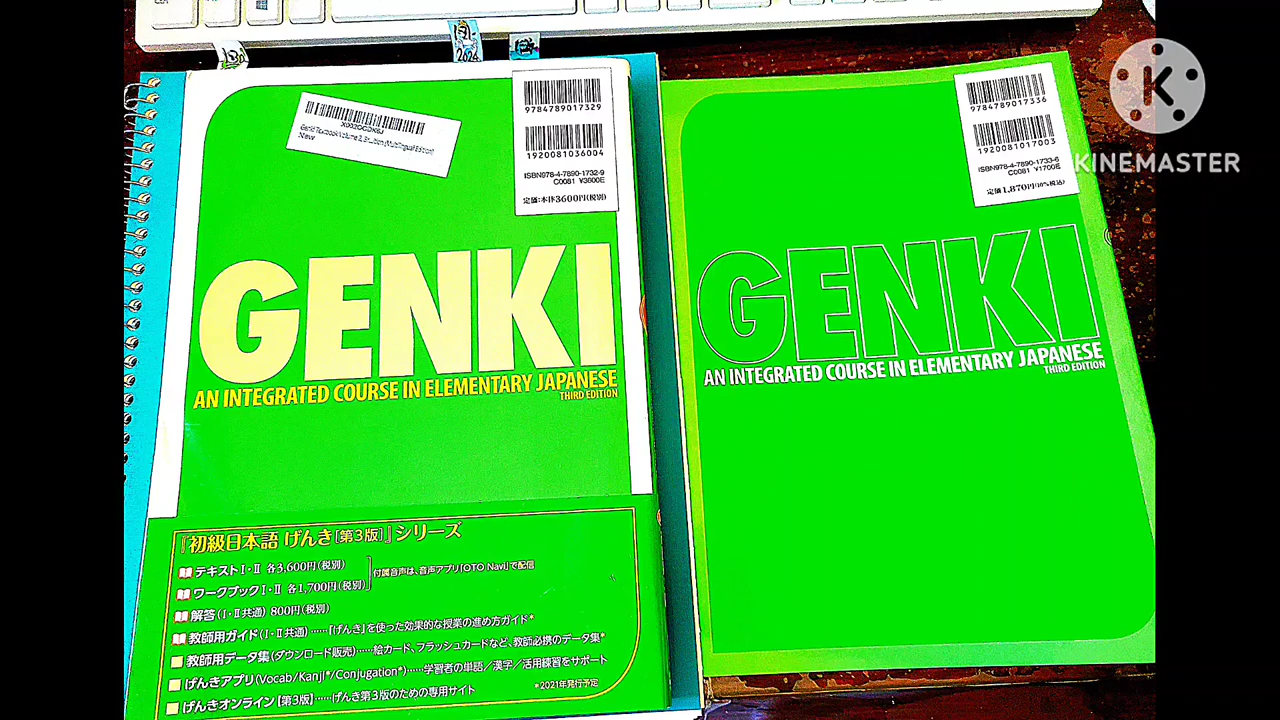 2024
X002OGDK6J
Genki Textbook Volume 2, 3rd Edition (Multilingual Edition)
9784789017329
1920081036004
ISBN978-4-7890-1732-9
C0081 ¥3600E
定価:本体3600円(税別)
GENKI
AN INTEGRATED COURSE IN ELEMENTARY JAPANESE
THIRD EDITION
『初級日本語 げんき[第3版]』シリーズ
テキストⅠ・Ⅱ 各3,600円(税別)
ワークブックⅠ・Ⅱ 各1,700円(税別)
付属音声は、音声アプリ「OTO Navi」で配信
解答(Ⅰ・Ⅱ共通) 800円(税別)
教師用ガイド(Ⅰ・Ⅱ共通)……「げんき」を使った効果的な授業の進め方ガイド*
教師用データ集(ダウンロード販売)……絵カード、フラッシュカードなど、教師必携のデータ集*
げんきアプリ(Vocab/Kanji*/Conjugation*)……学習者の単語/漢字/活用練習をサポート
げんきオンライン[第3版]……げんき第3版のための専用サイト
*2021年発行予定
9784789017336
1920081017003
ISBN978-4-7890-1733-6
C0081 ¥1700E
定価1,870円(10%税込)
GENKI
AN INTEGRATED COURSE IN ELEMENTARY JAPANESE
THIRD EDITION
K
KINEMASTER